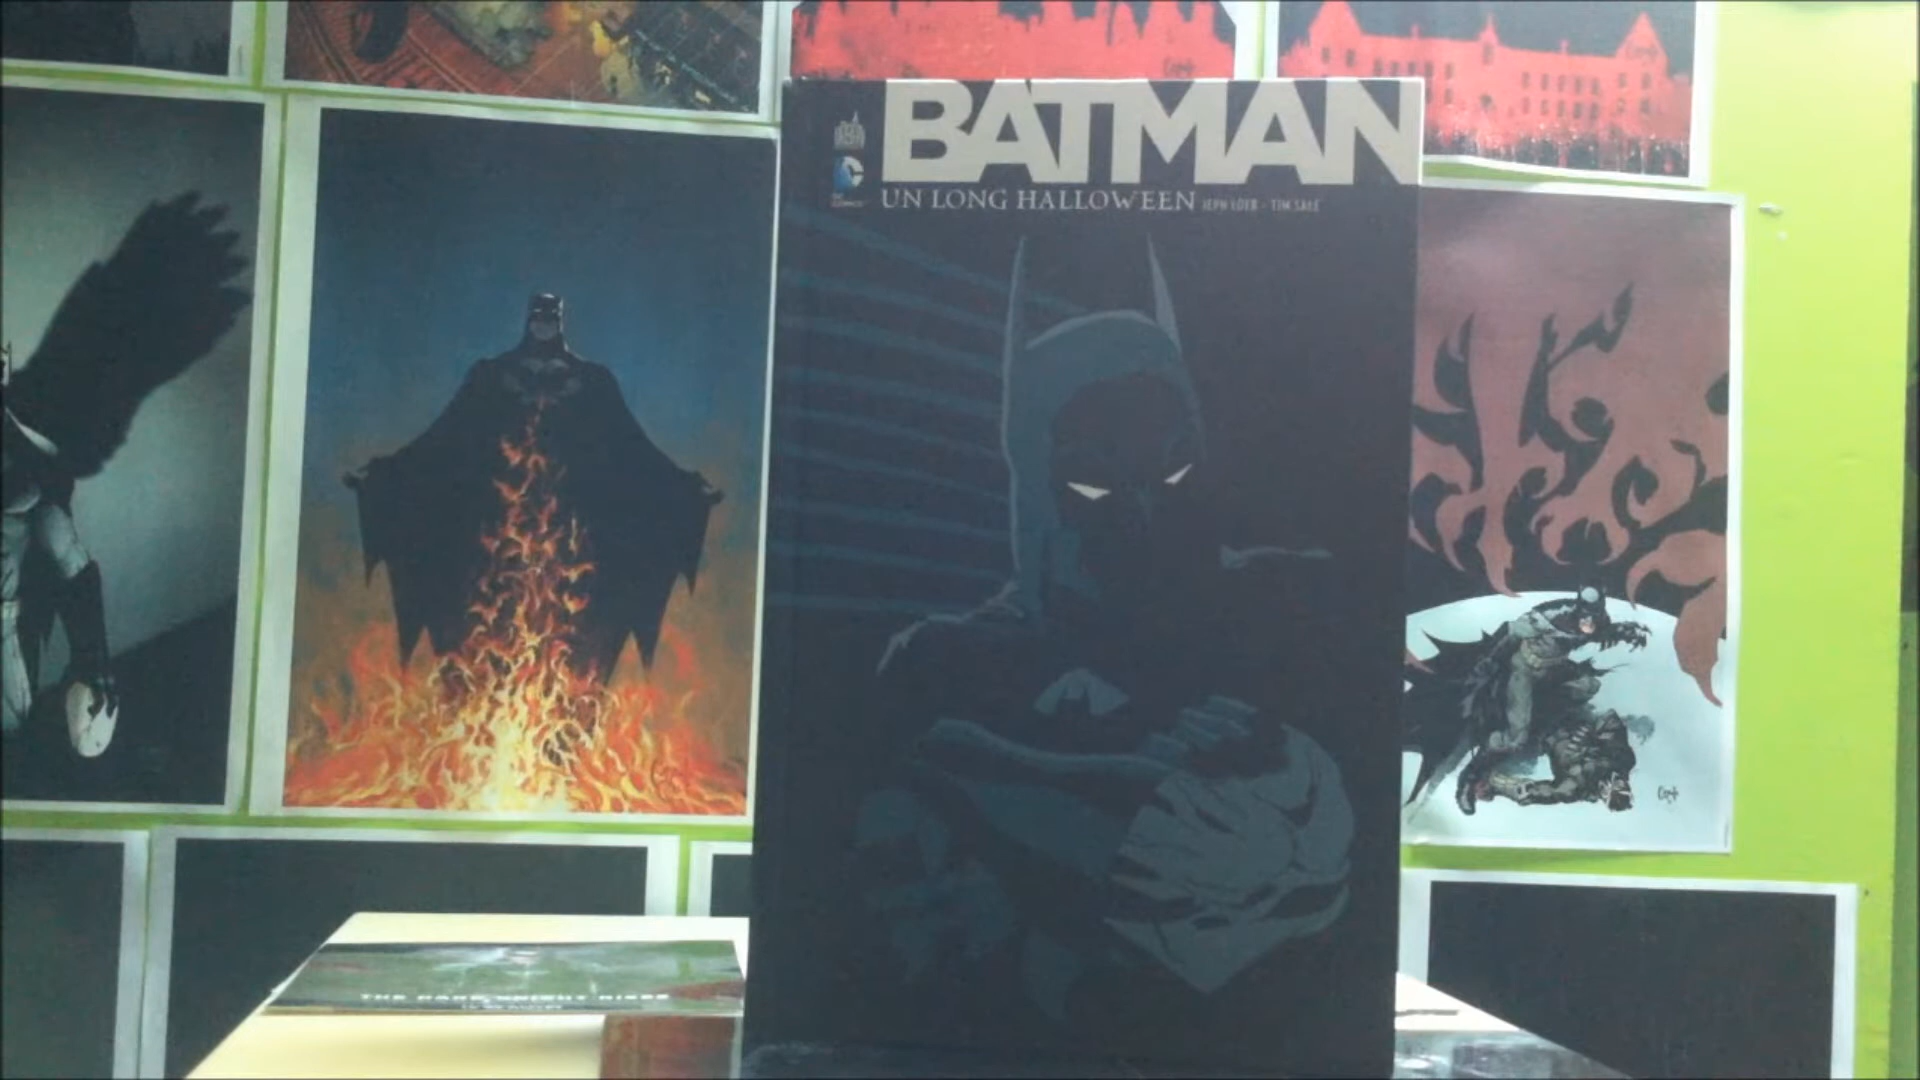 BATMAN
UN LONG HALLOWEEN JEPH LOEB - TIM SALE
THE DARK KNIGHT RISES